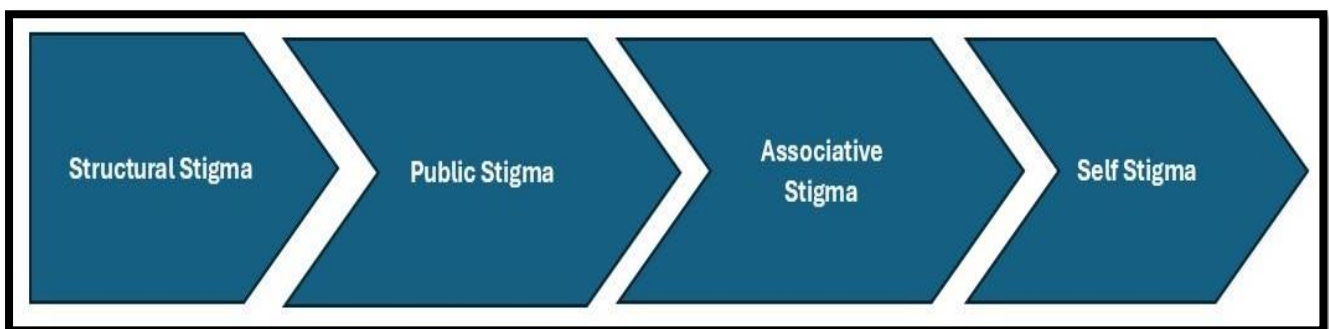 Structural Stigma
Public Stigma
Associative
Stigma
Self Stigma